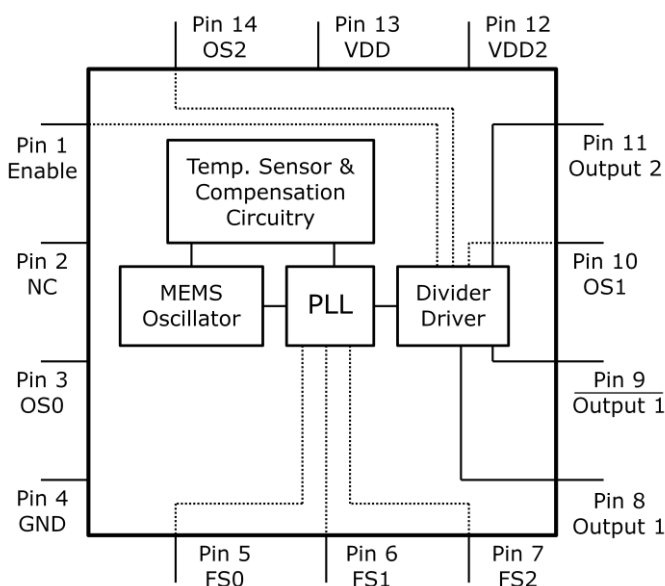 Pin 14
OS2
Pin 13
VDD
Pin 12
VDD2
Pin 1
Enable
Pin 11
Output 2
Temp. Sensor &
Compensation
Circuitry
Pin 2
NC
MEMS
Oscillator
PLL
Divider
Driver
Pin 10
OS1
Pin 3
OS0
Pin 9
Output 1
Pin 4
GND
Pin 8
Output 1
Pin 5
FS0
Pin 6
FS1
Pin 7
FS2